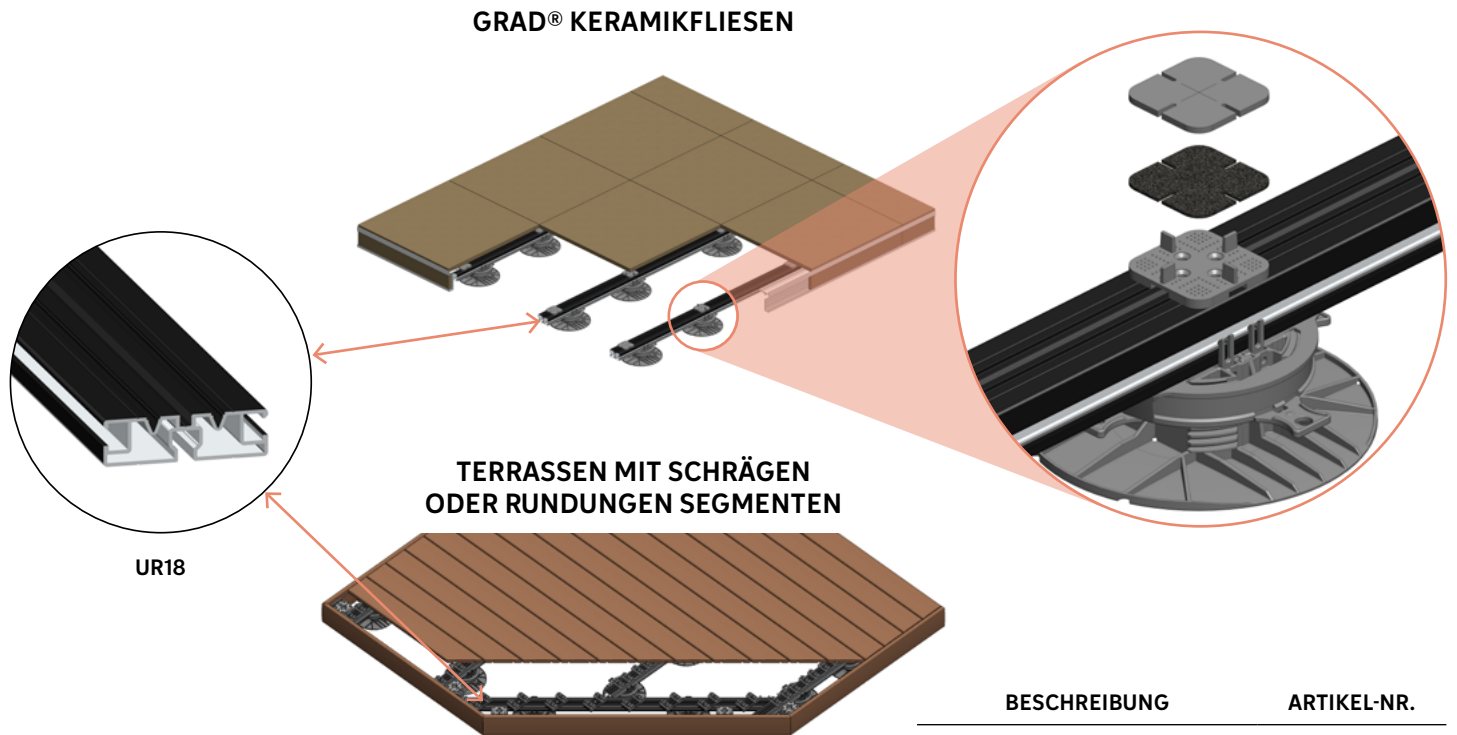 GRAD® KERAMIKFLIESEN
UR18
TERRASSEN MIT SCHRÄGEN
ODER RUNDUNGEN SEGMENTEN
BESCHREIBUNG ARTIKEL-NR.